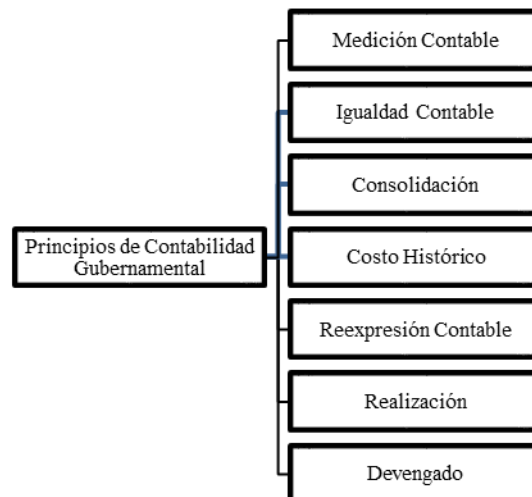 Medición Contable
Igualdad Contable
Consolidación
Principios de Contabilidad
Gubernamental
Costo Histórico
Reexpresión Contable
Realización
Devengado